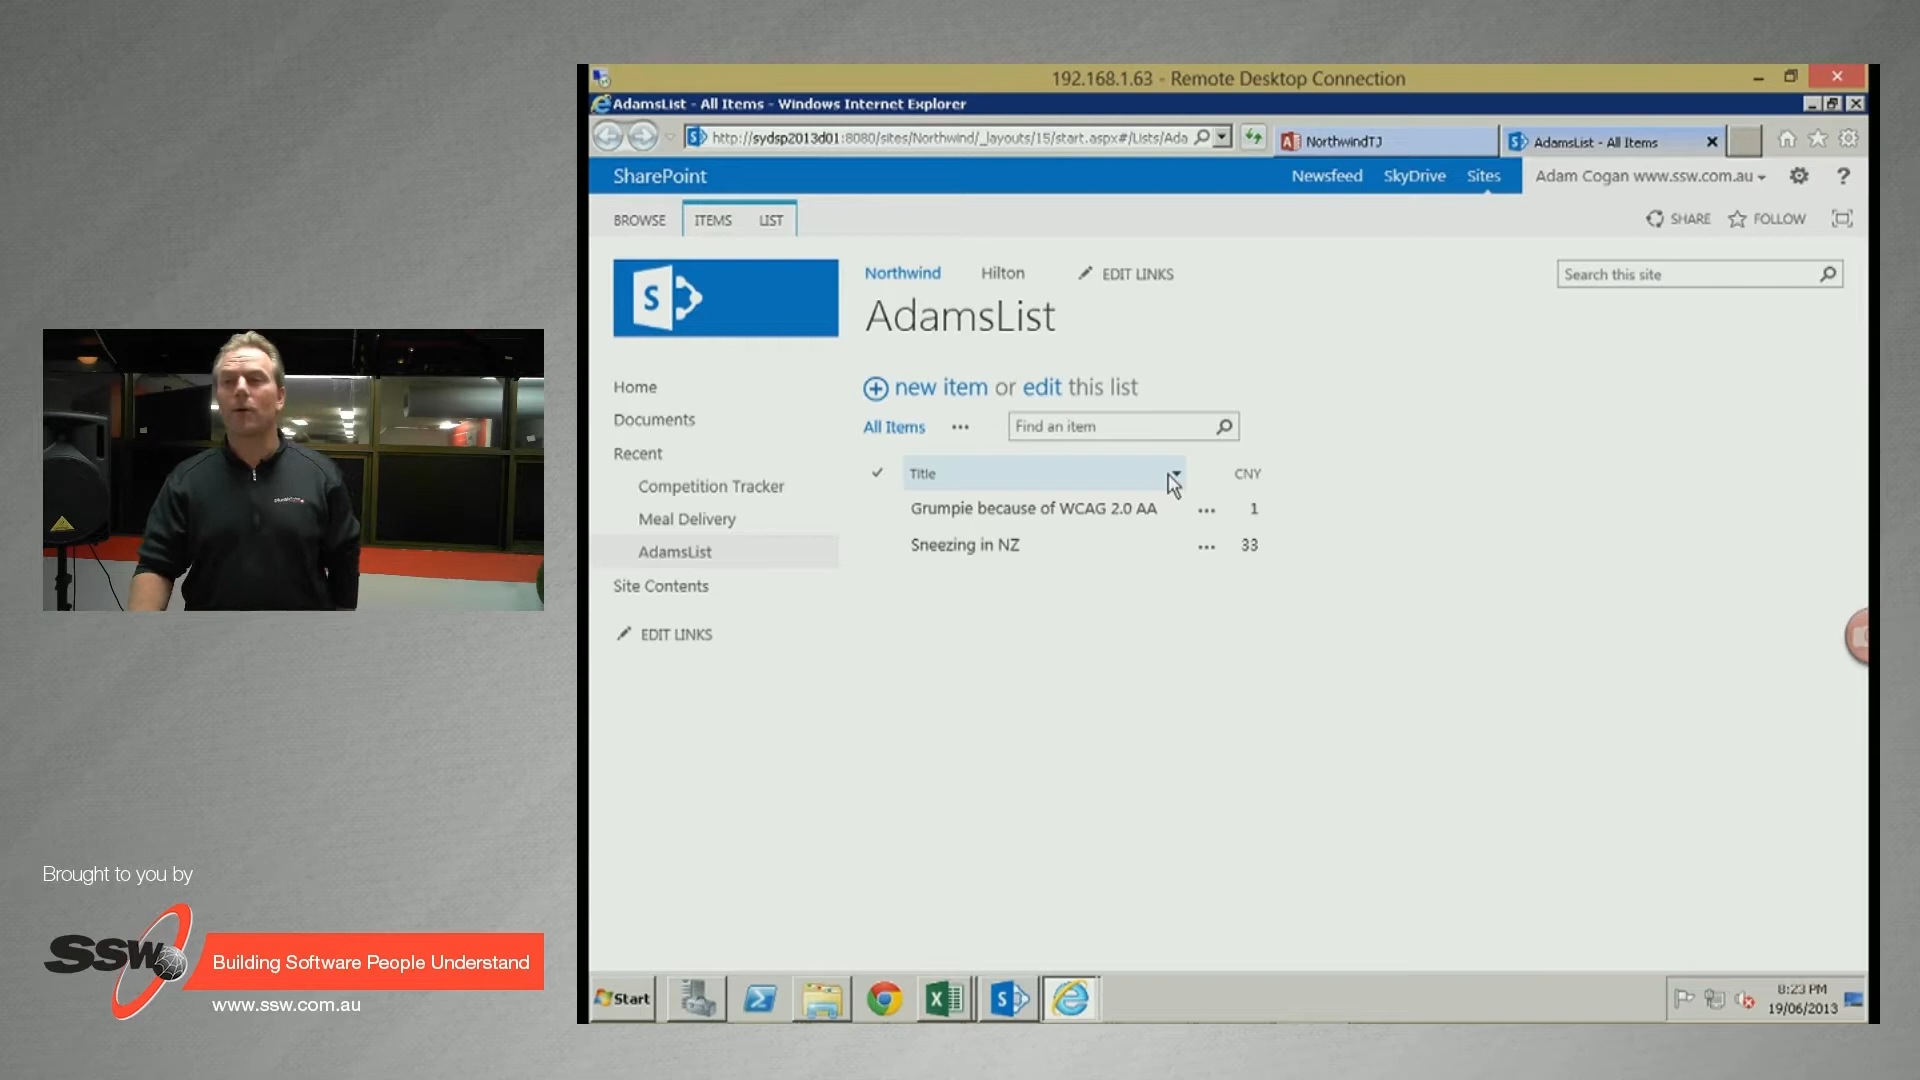 192.168.1.63 - Remote Desktop Connection
AdamsList - All Items - Windows Internet Explorer
http://sydsp2013d01:8080/sites/Northwind/_layouts/15/start.aspx#/Lists/Ada
NorthwindTJ
AdamsList - All Items
SharePoint
Newsfeed
SkyDrive
Sites
Adam Cogan www.ssw.com.au
?
BROWSE
ITEMS
LIST
SHARE
FOLLOW
S
Northwind
Hilton
EDIT LINKS
Search this site
AdamsList
Home
Documents
Recent
Competition Tracker
Meal Delivery
AdamsList
Site Contents
EDIT LINKS
new item or edit this list
All Items
...
Find an item
Title
CNY
Grumpie because of WCAG 2.0 AA ... 1
Sneezing in NZ ... 33
Brought to you by
SSW
Building Software People Understand
www.ssw.com.au
Start
8:23 PM
19/06/2013